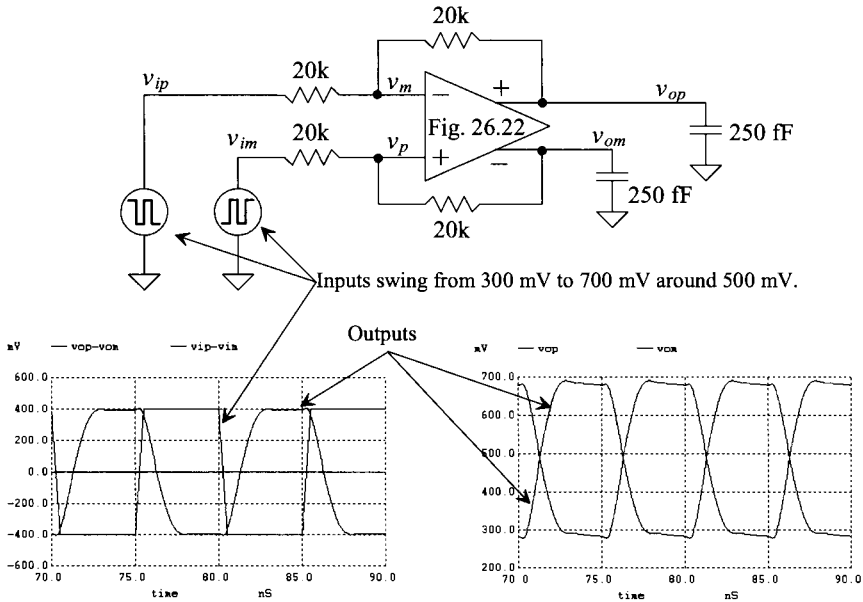 20k
20k
v_ip
v_m
v_op
Fig. 26.22
20k
v_im
v_p
v_om
250 fF
250 fF
20k
Inputs swing from 300 mV to 700 mV around 500 mV.
Outputs
mV
vop-vom
vip-vim
600.0
400.0
200.0
0.0
-200.0
-400.0
-600.0
70.0
75.0
80.0
85.0
90.0
time
nS
mV
vop
vom
700.0
600.0
500.0
400.0
300.0
200.0
70 0
75.0
80.0
85.0
90.0
time
nS